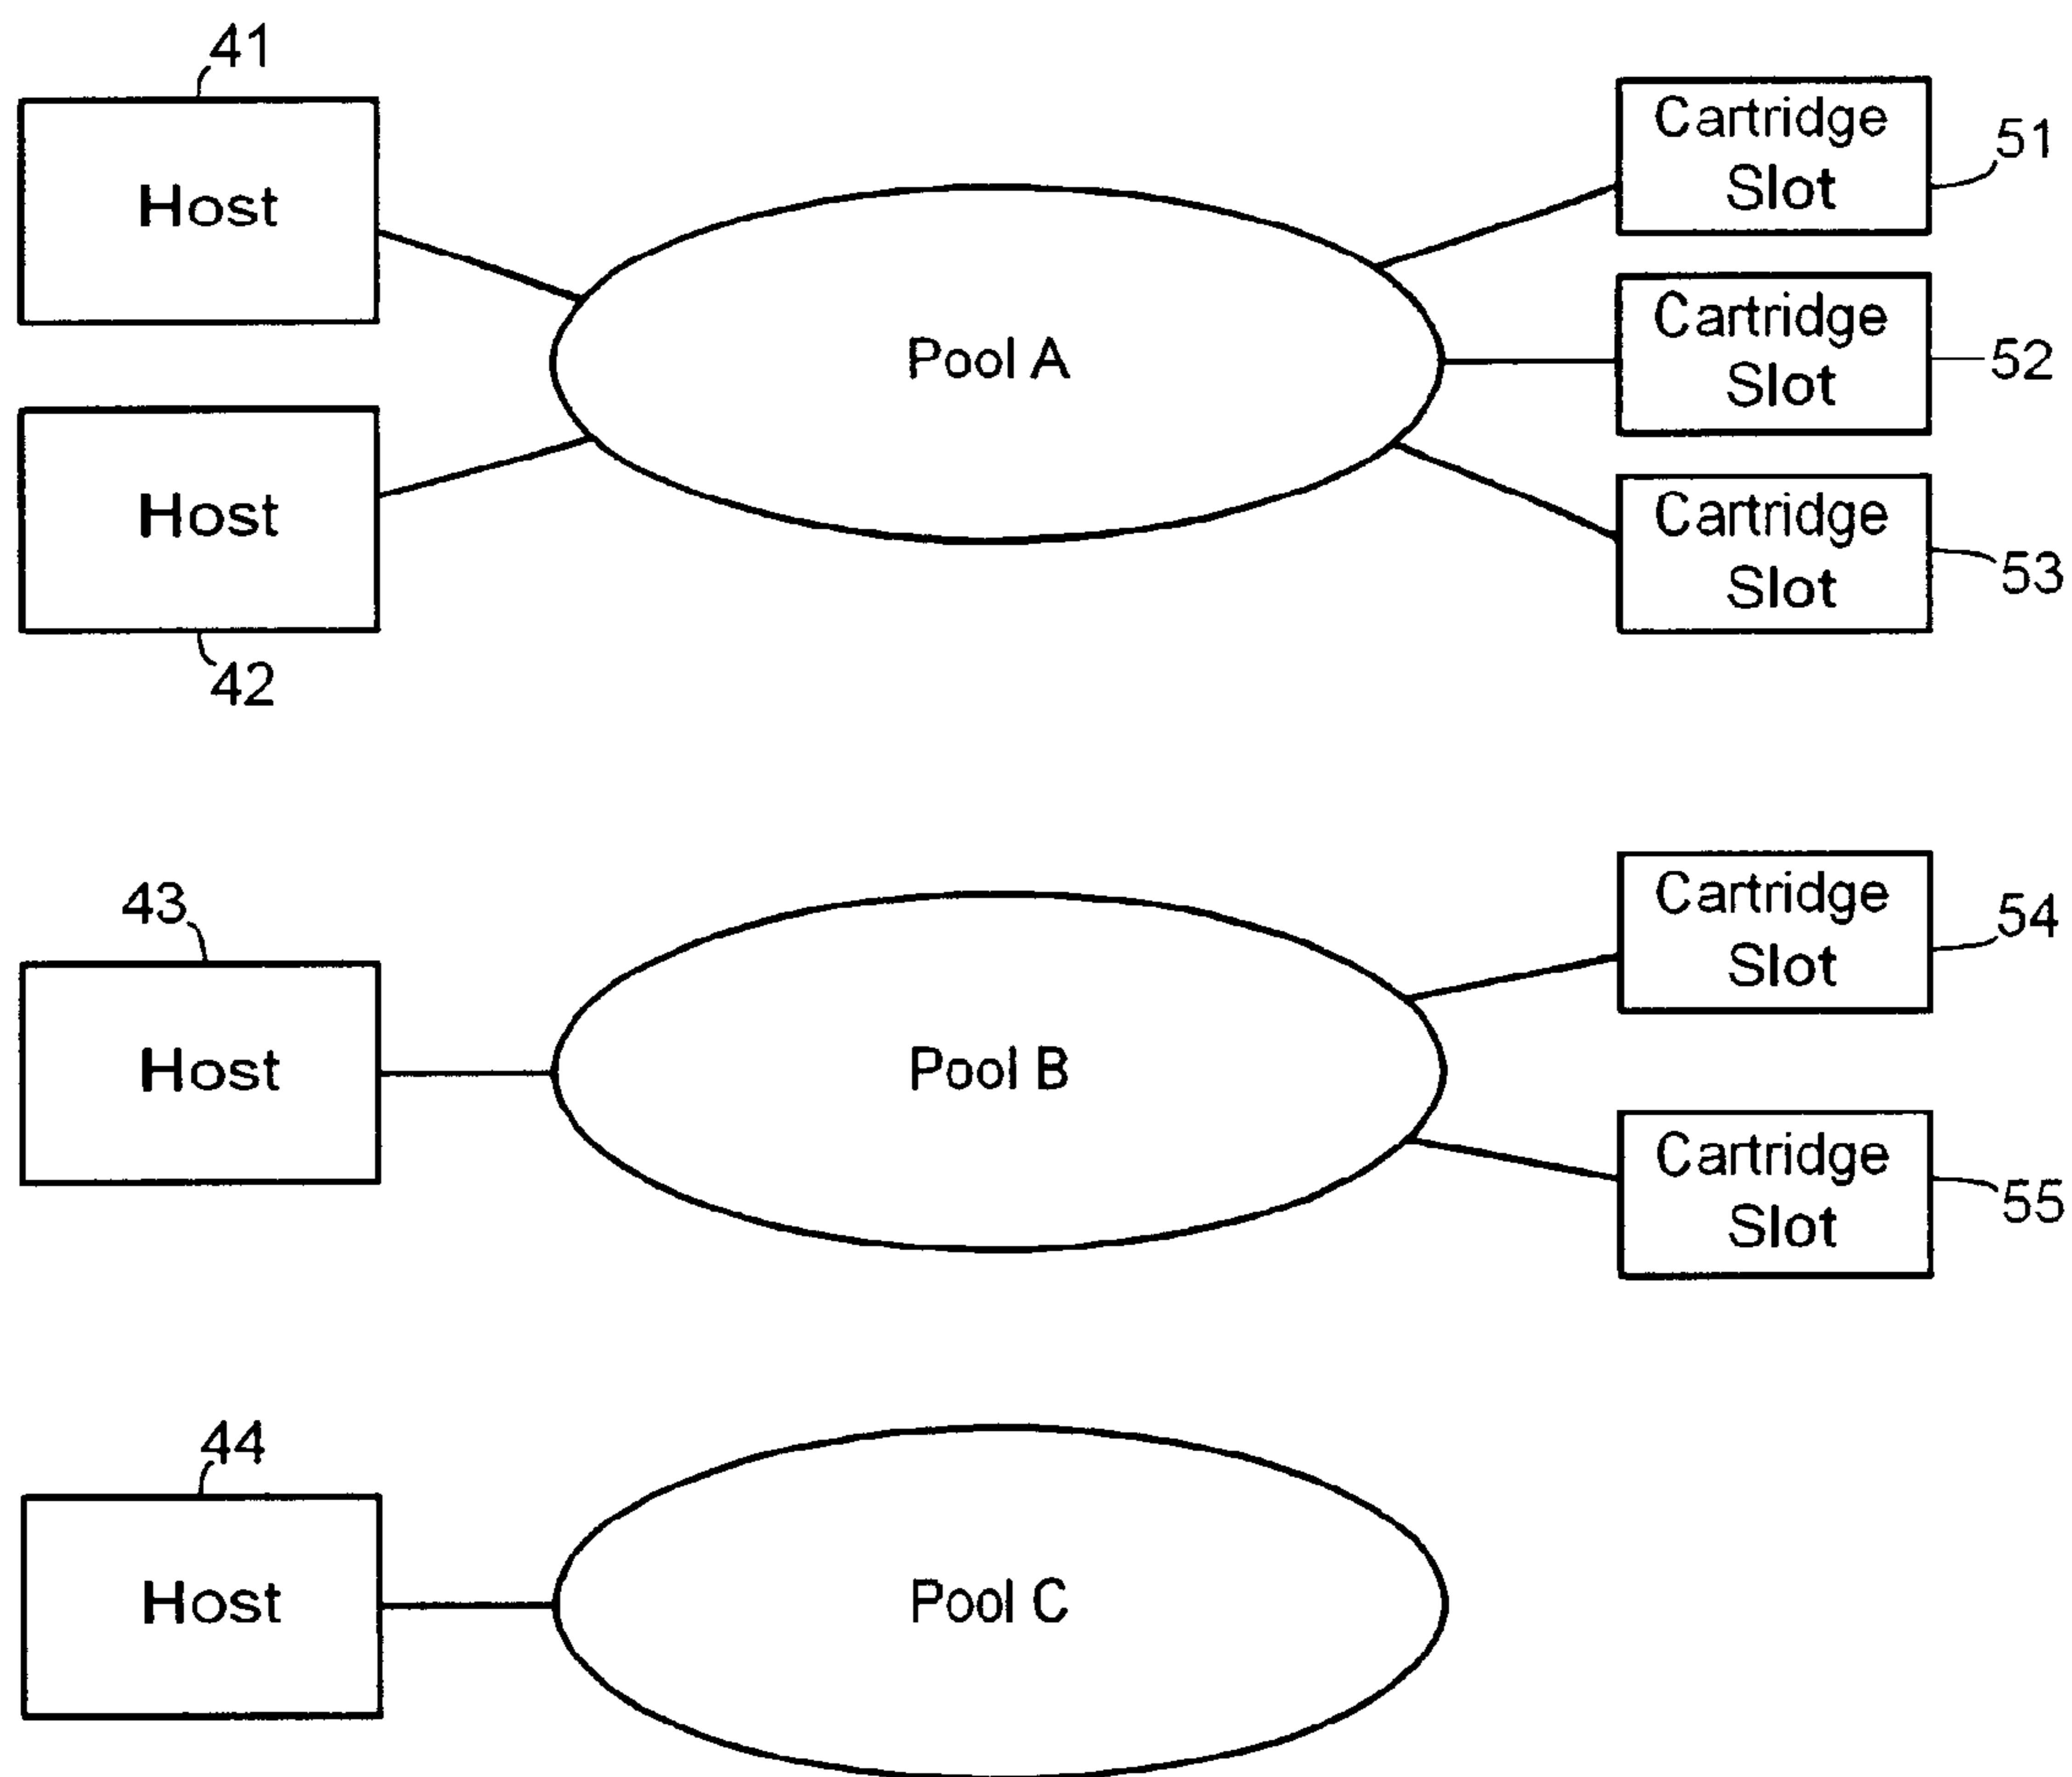 41
Host
Cartridge
Slot
51
Pool A
Cartridge
Slot
52
Host
Cartridge
Slot
53
42
43
Host
Pool B
Cartridge
Slot
54
Cartridge
Slot
55
44
Host
Pool C